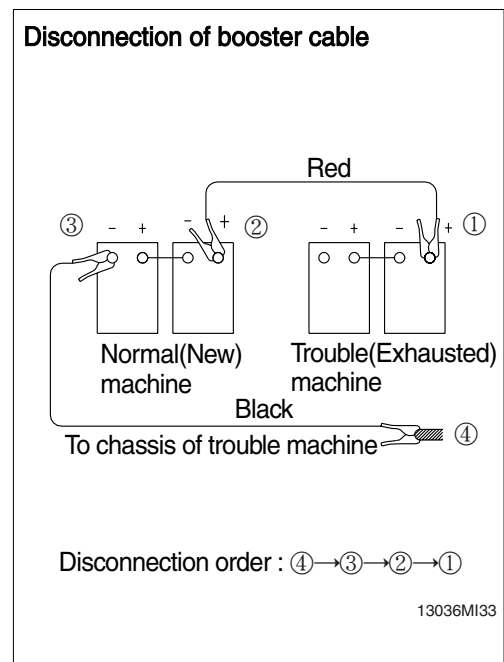 Disconnection of booster cable
Red
③ - + - + ② - + - + ①
Normal(New)
machine
Trouble(Exhausted)
machine
Black
To chassis of trouble machine ④
Disconnection order : ④→③→②→①
13036MI33